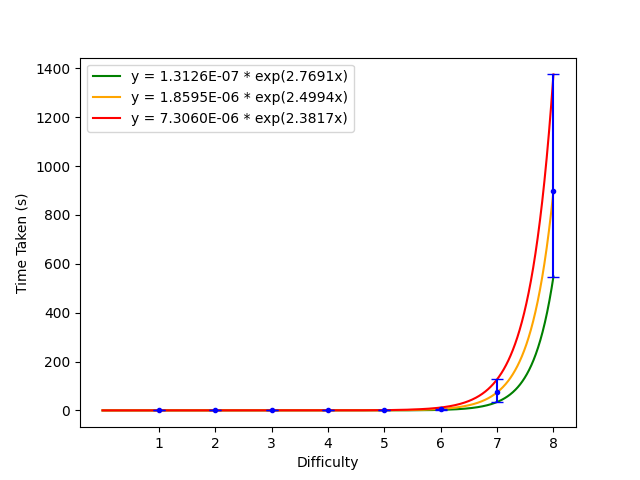 y = 1.3126E-07 * exp(2.7691x)
y = 1.8595E-06 * exp(2.4994x)
y = 7.3060E-06 * exp(2.3817x)
1400
1200
1000
800
600
400
200
0
Time Taken (s)
1 2 3 4 5 6 7 8
Difficulty